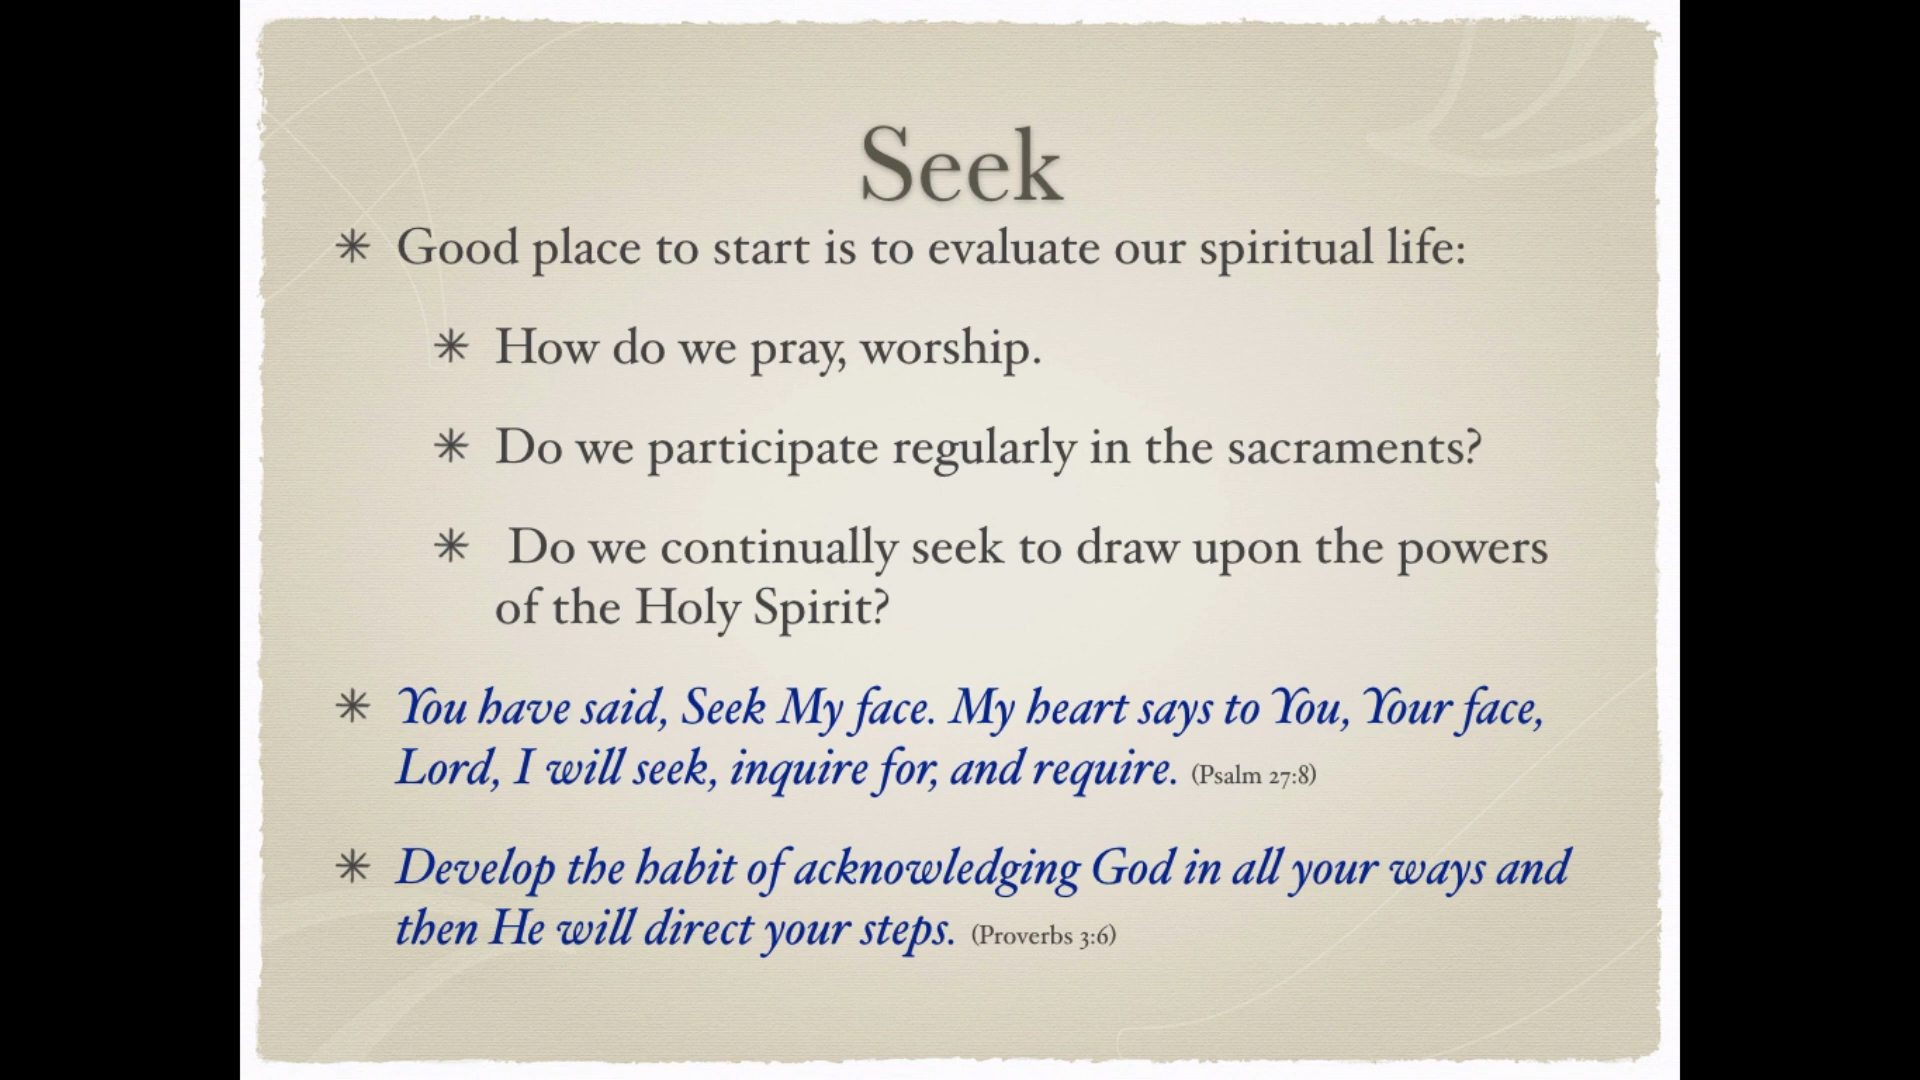 Seek
Good place to start is to evaluate our spiritual life:
How do we pray, worship.
Do we participate regularly in the sacraments?
Do we continually seek to draw upon the powers
of the Holy Spirit?
You have said, Seek My face. My heart says to You, Your face,
Lord, I will seek, inquire for, and require. (Psalm 27:8)
Develop the habit of acknowledging God in all your ways and
then He will direct your steps. (Proverbs 3:6)